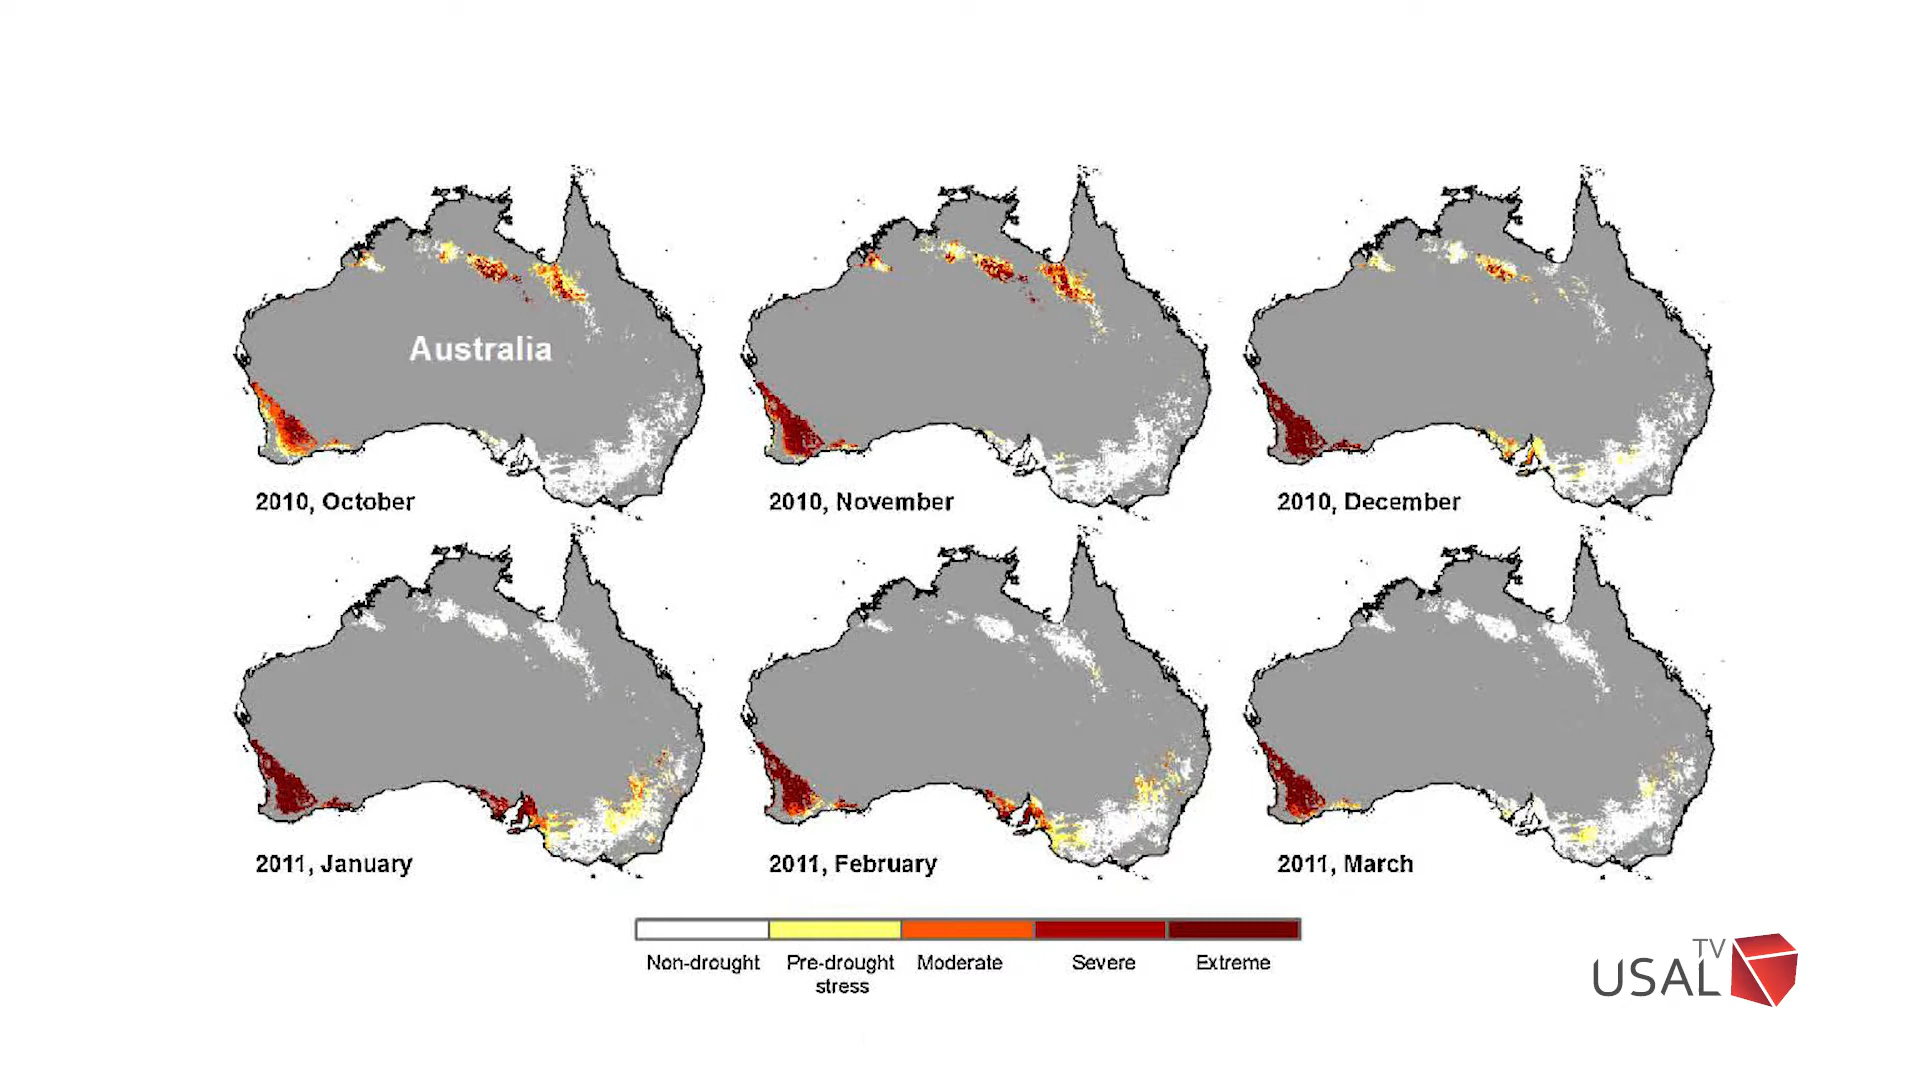 Australia
2010, October
2010, November
2010, December
2011, January
2011, February
2011, March
Non-drought
Pre-drought
stress
Moderate
Severe
Extreme
TV
USAL